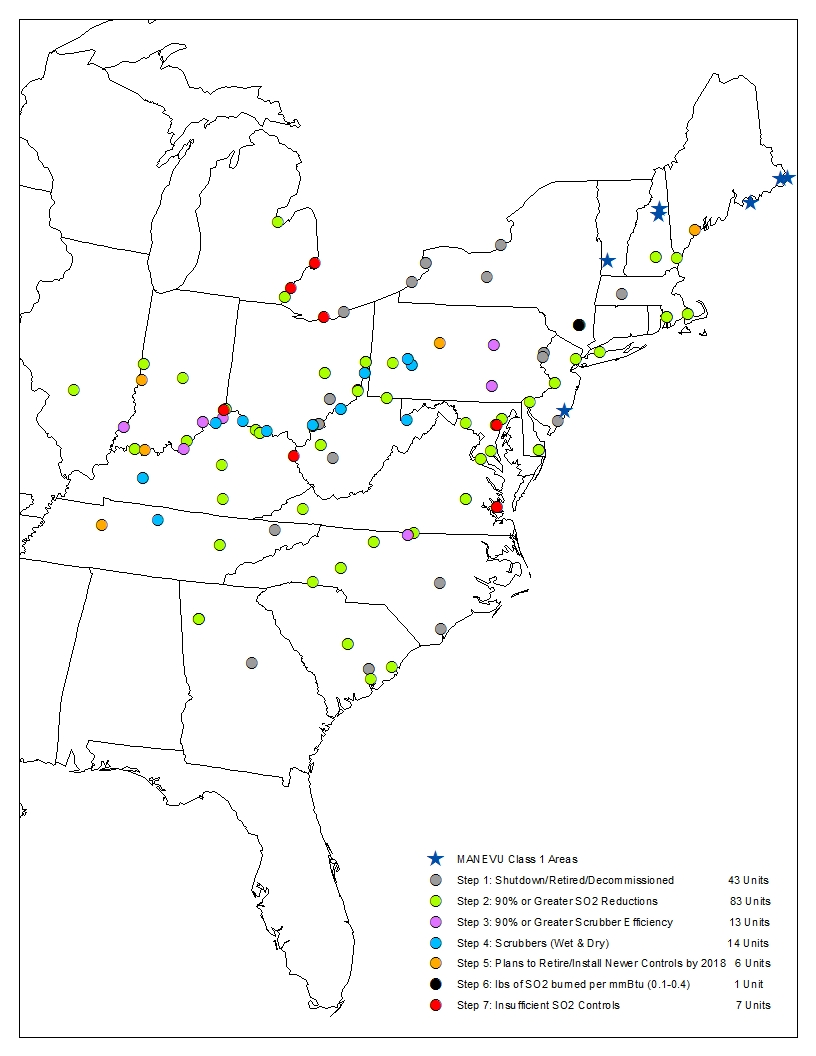 MANEVU Class 1 Areas
Step 1: Shutdown/Retired/Decommissioned 43 Units
Step 2: 90% or Greater SO2 Reductions 83 Units
Step 3: 90% or Greater Scrubber Efficiency 13 Units
Step 4: Scrubbers (Wet & Dry) 14 Units
Step 5: Plans to Retire/Install Newer Controls by 2018 6 Units
Step 6: lbs of SO2 burned per mmBtu (0.1-0.4) 1 Unit
Step 7: Insufficient SO2 Controls 7 Units